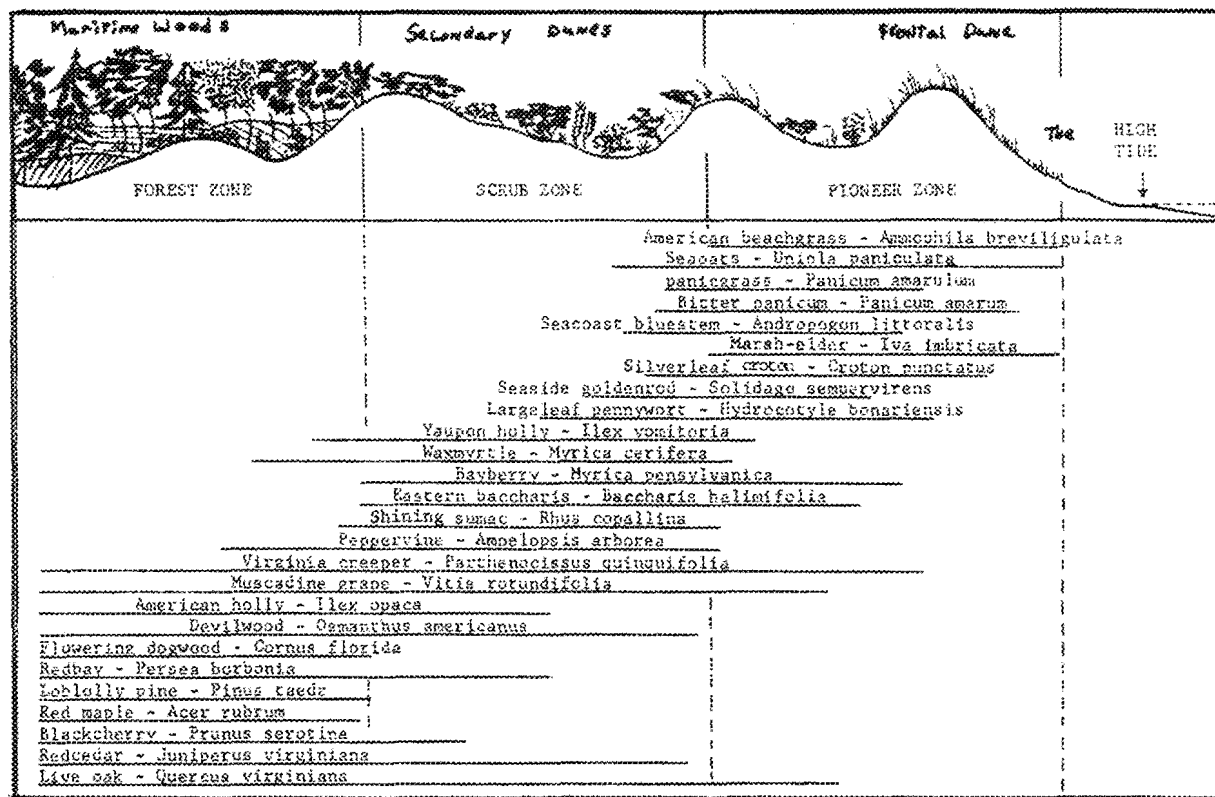 Maritime Woods
Secondary Dunes
Frontal Dune
The
HIGH
TIDE
FOREST ZONE
SCRUB ZONE
PIONEER ZONE
American beachgrass - Ammophila breviligulata
Seaoats - Uniola paniculata
panicgrass - Panicum amarulum
Bitter panicum - Panicum amarum
Seacoast bluestem - Andropogon littoralis
Marsh-elder - Iva imbricata
Silverleaf croton - Croton punctatus
Seaside goldenrod - Solidago sempervirens
Largeleaf pennywort - Hydrocotyle bonariensis
Yaupon holly - Ilex vomitoria
Waxmyrtle - Myrica cerifera
Bayberry - Myrica pensylvanica
Eastern baccharis - Baccharis halimifolia
Shining sumac - Rhus copallina
Peppervine - Ampelopsis arborea
Virginia creeper - Parthenocissus quinquifolia
Muscadine grape - Vitis rotundifolia
American holly - Ilex opaca
Devilwood - Osmanthus americanus
Flowering dogwood - Cornus florida
Redbay - Persea borbonia
Loblolly pine - Pinus taeda
Red maple - Acer rubrum
Blackcherry - Prunus serotina
Redcedar - Juniperus virginiana
Live oak - Quercus virginiana